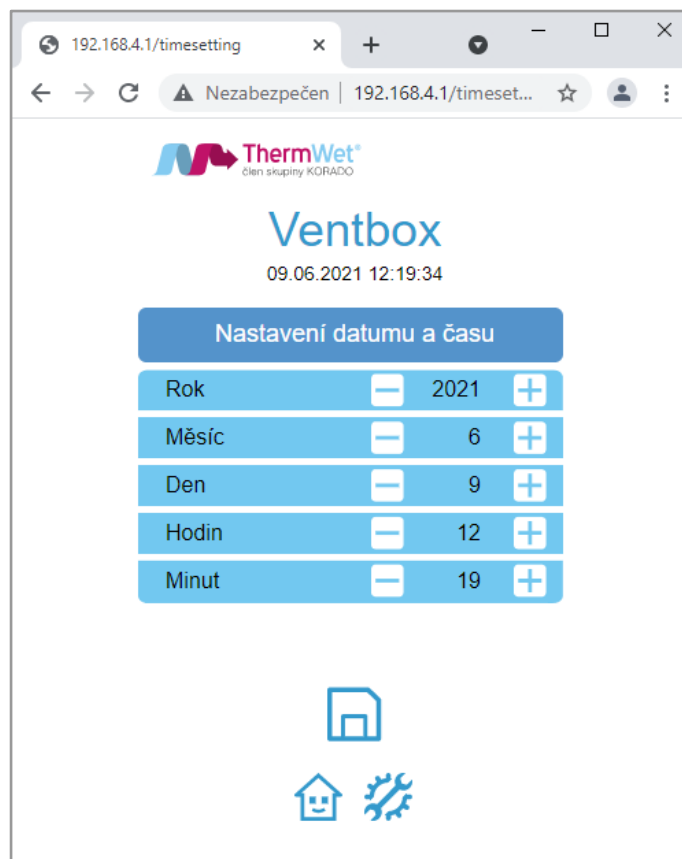 192.168.4.1/timesetting
Nezabezpečen | 192.168.4.1/timeset...
ThermWet®
člen skupiny KORADO
Ventbox
09.06.2021 12:19:34
Nastavení datumu a času
Rok 2021
Měsíc 6
Den 9
Hodin 12
Minut 19